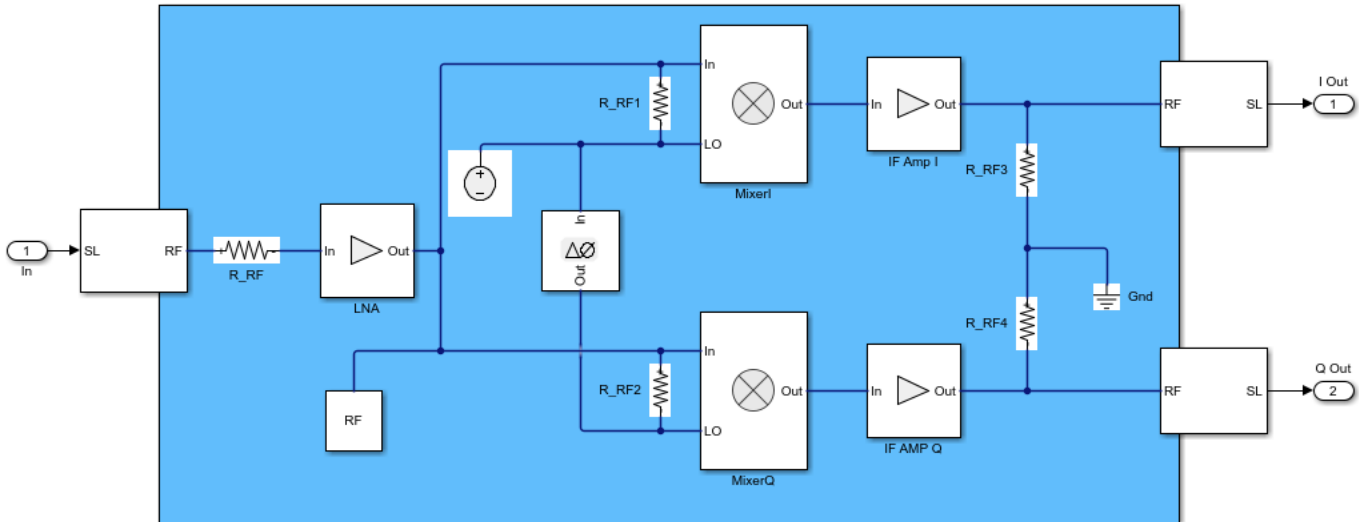 1
In
SL
RF
R_RF
In
Out
LNA
RF
R_RF1
In
LO
Out
MixerI
In
Out
ΔØ
R_RF2
In
LO
Out
MixerQ
In
Out
IF Amp I
In
Out
IF AMP Q
R_RF3
R_RF4
Gnd
RF
SL
I Out
1
RF
SL
Q Out
2